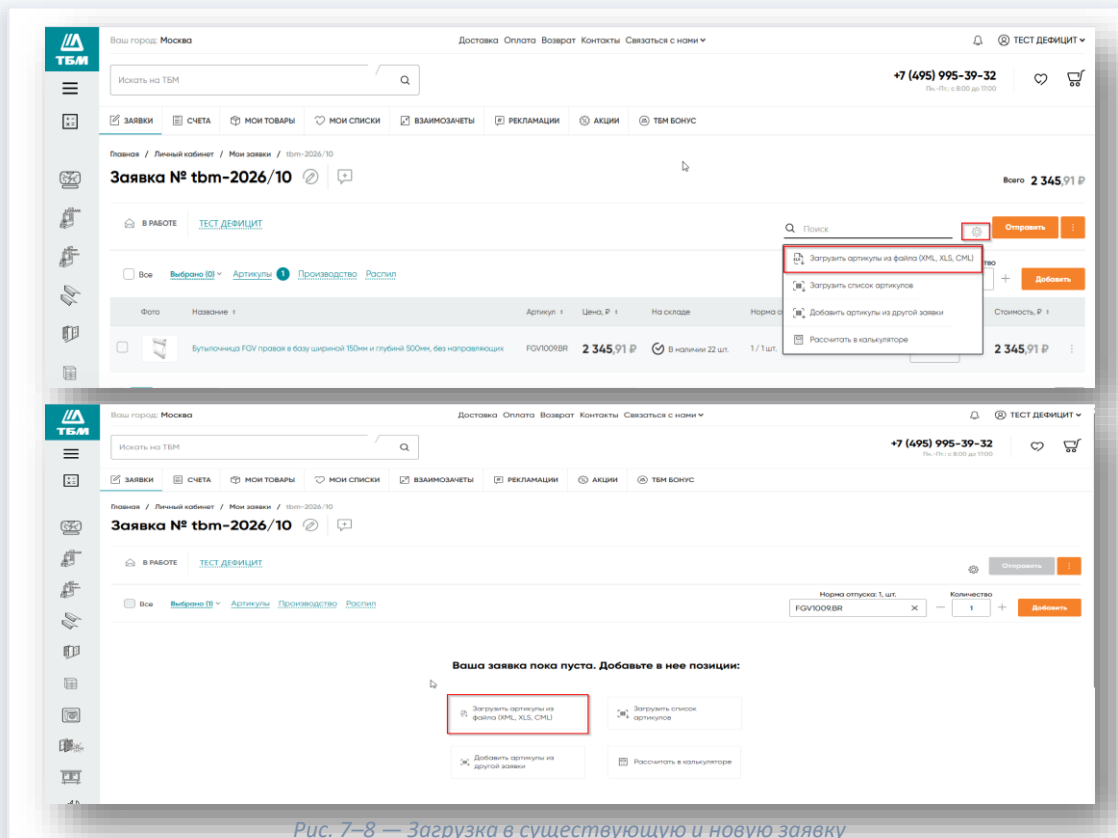 ТБМ
Ваш город: Москва
Доставка Оплата Возврат Контакты Связаться с нами
ТЕСТ ДЕФИЦИТ
Искать на ТБМ
+7 (495) 995-39-32
Пн.-Пт.: с 8:00 до 17:00
ЗАЯВКИ СЧЕТА МОИ ТОВАРЫ МОИ СПИСКИ ВЗАИМОЗАЧЕТЫ РЕКЛАМАЦИИ АКЦИИ ТБМ БОНУС
Главная / Личный кабинет / Мои заявки / tbm-2026/10
Заявка № tbm-2026/10
Всего 2 345,91 ₽
В РАБОТЕ ТЕСТ ДЕФИЦИТ
Поиск
Отправить
Загрузить артикулы из файла (XML, XLS, CML)
Загрузить список артикулов
Добавить артикулы из другой заявки
Рассчитать в калькуляторе
Все Выбрано (0) Артикулы 1 Производство Распил
Добавить
Фото Название Артикул Цена, ₽ На складе Норма о Стоимость, ₽
Бутылочница FGV правая в базу шириной 150мм и глубиной 500мм, без направляющих FGV1009BR 2 345,91 ₽ В наличии 22 шт. 1 / 1 шт. 2 345,91 ₽
ТБМ
Ваш город: Москва
Доставка Оплата Возврат Контакты Связаться с нами
ТЕСТ ДЕФИЦИТ
Искать на ТБМ
+7 (495) 995-39-32
Пн.-Пт.: с 8:00 до 17:00
ЗАЯВКИ СЧЕТА МОИ ТОВАРЫ МОИ СПИСКИ ВЗАИМОЗАЧЕТЫ РЕКЛАМАЦИИ АКЦИИ ТБМ БОНУС
Главная / Личный кабинет / Мои заявки / tbm-2026/10
Заявка № tbm-2026/10
В РАБОТЕ ТЕСТ ДЕФИЦИТ
Отправить
Все Выбрано (1) Артикулы Производство Распил
Норма отпуска: 1, шт. Количество
FGV1009.BR 1 Добавить
Ваша заявка пока пуста. Добавьте в нее позиции:
Загрузить артикулы из
файла (XML, XLS, CML)
Загрузить список
артикулов
Добавить артикулы из
другой заявки
Рассчитать в калькуляторе
Рис. 7–8 — Загрузка в существующую и новую заявку